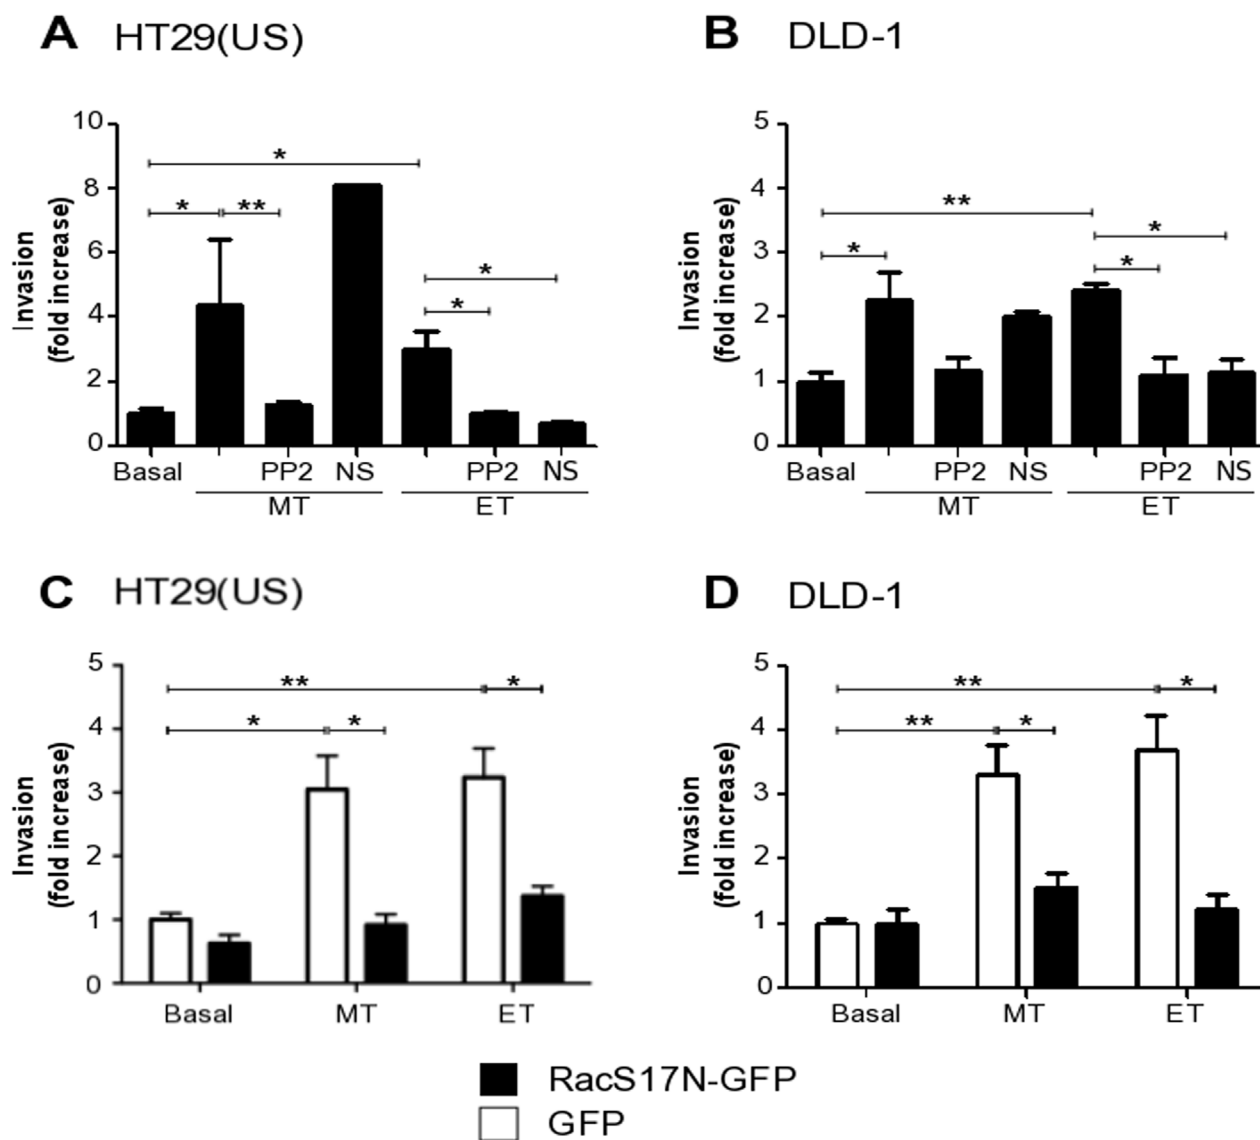 A HT29(US)
Invasion
(fold increase)
10
8
6
4
2
0
*
* **
*
*
Basal PP2 NS PP2 NS
MT ET
B DLD-1
Invasion
(fold increase)
5
4
3
2
1
0
**
*
*
*
Basal PP2 NS PP2 NS
MT ET
C HT29(US)
Invasion
(fold increase)
5
4
3
2
1
0
** *
* *
Basal MT ET
D DLD-1
Invasion
(fold increase)
5
4
3
2
1
0
** *
** *
Basal MT ET
RacS17N-GFP
GFP